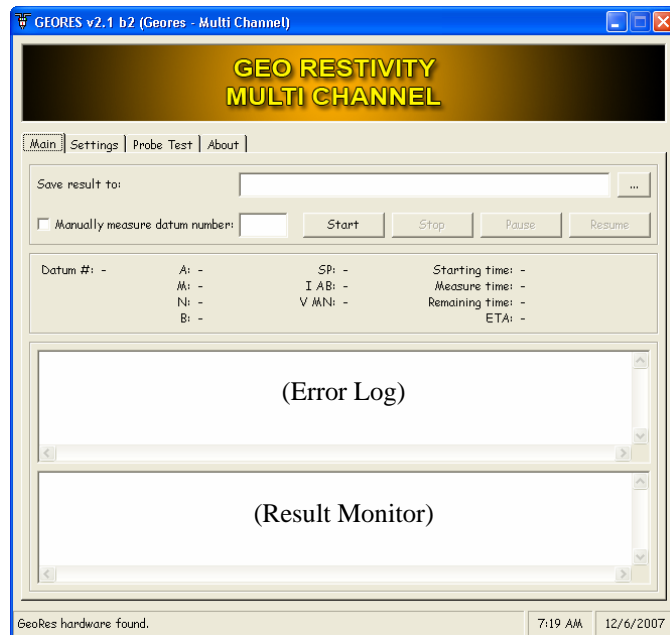 GEORES v2.1 b2 (Geores - Multi Channel)
GEO RESTIVITY
MULTI CHANNEL
Main Settings Probe Test About
Save result to: ...
Manually measure datum number: Start Stop Pause Resume
Datum #: - A: - SP: - Starting time: -
M: - I AB: - Measure time: -
N: - V MN: - Remaining time: -
B: - ETA: -
(Error Log)
(Result Monitor)
GeoRes hardware found. 7:19 AM 12/6/2007